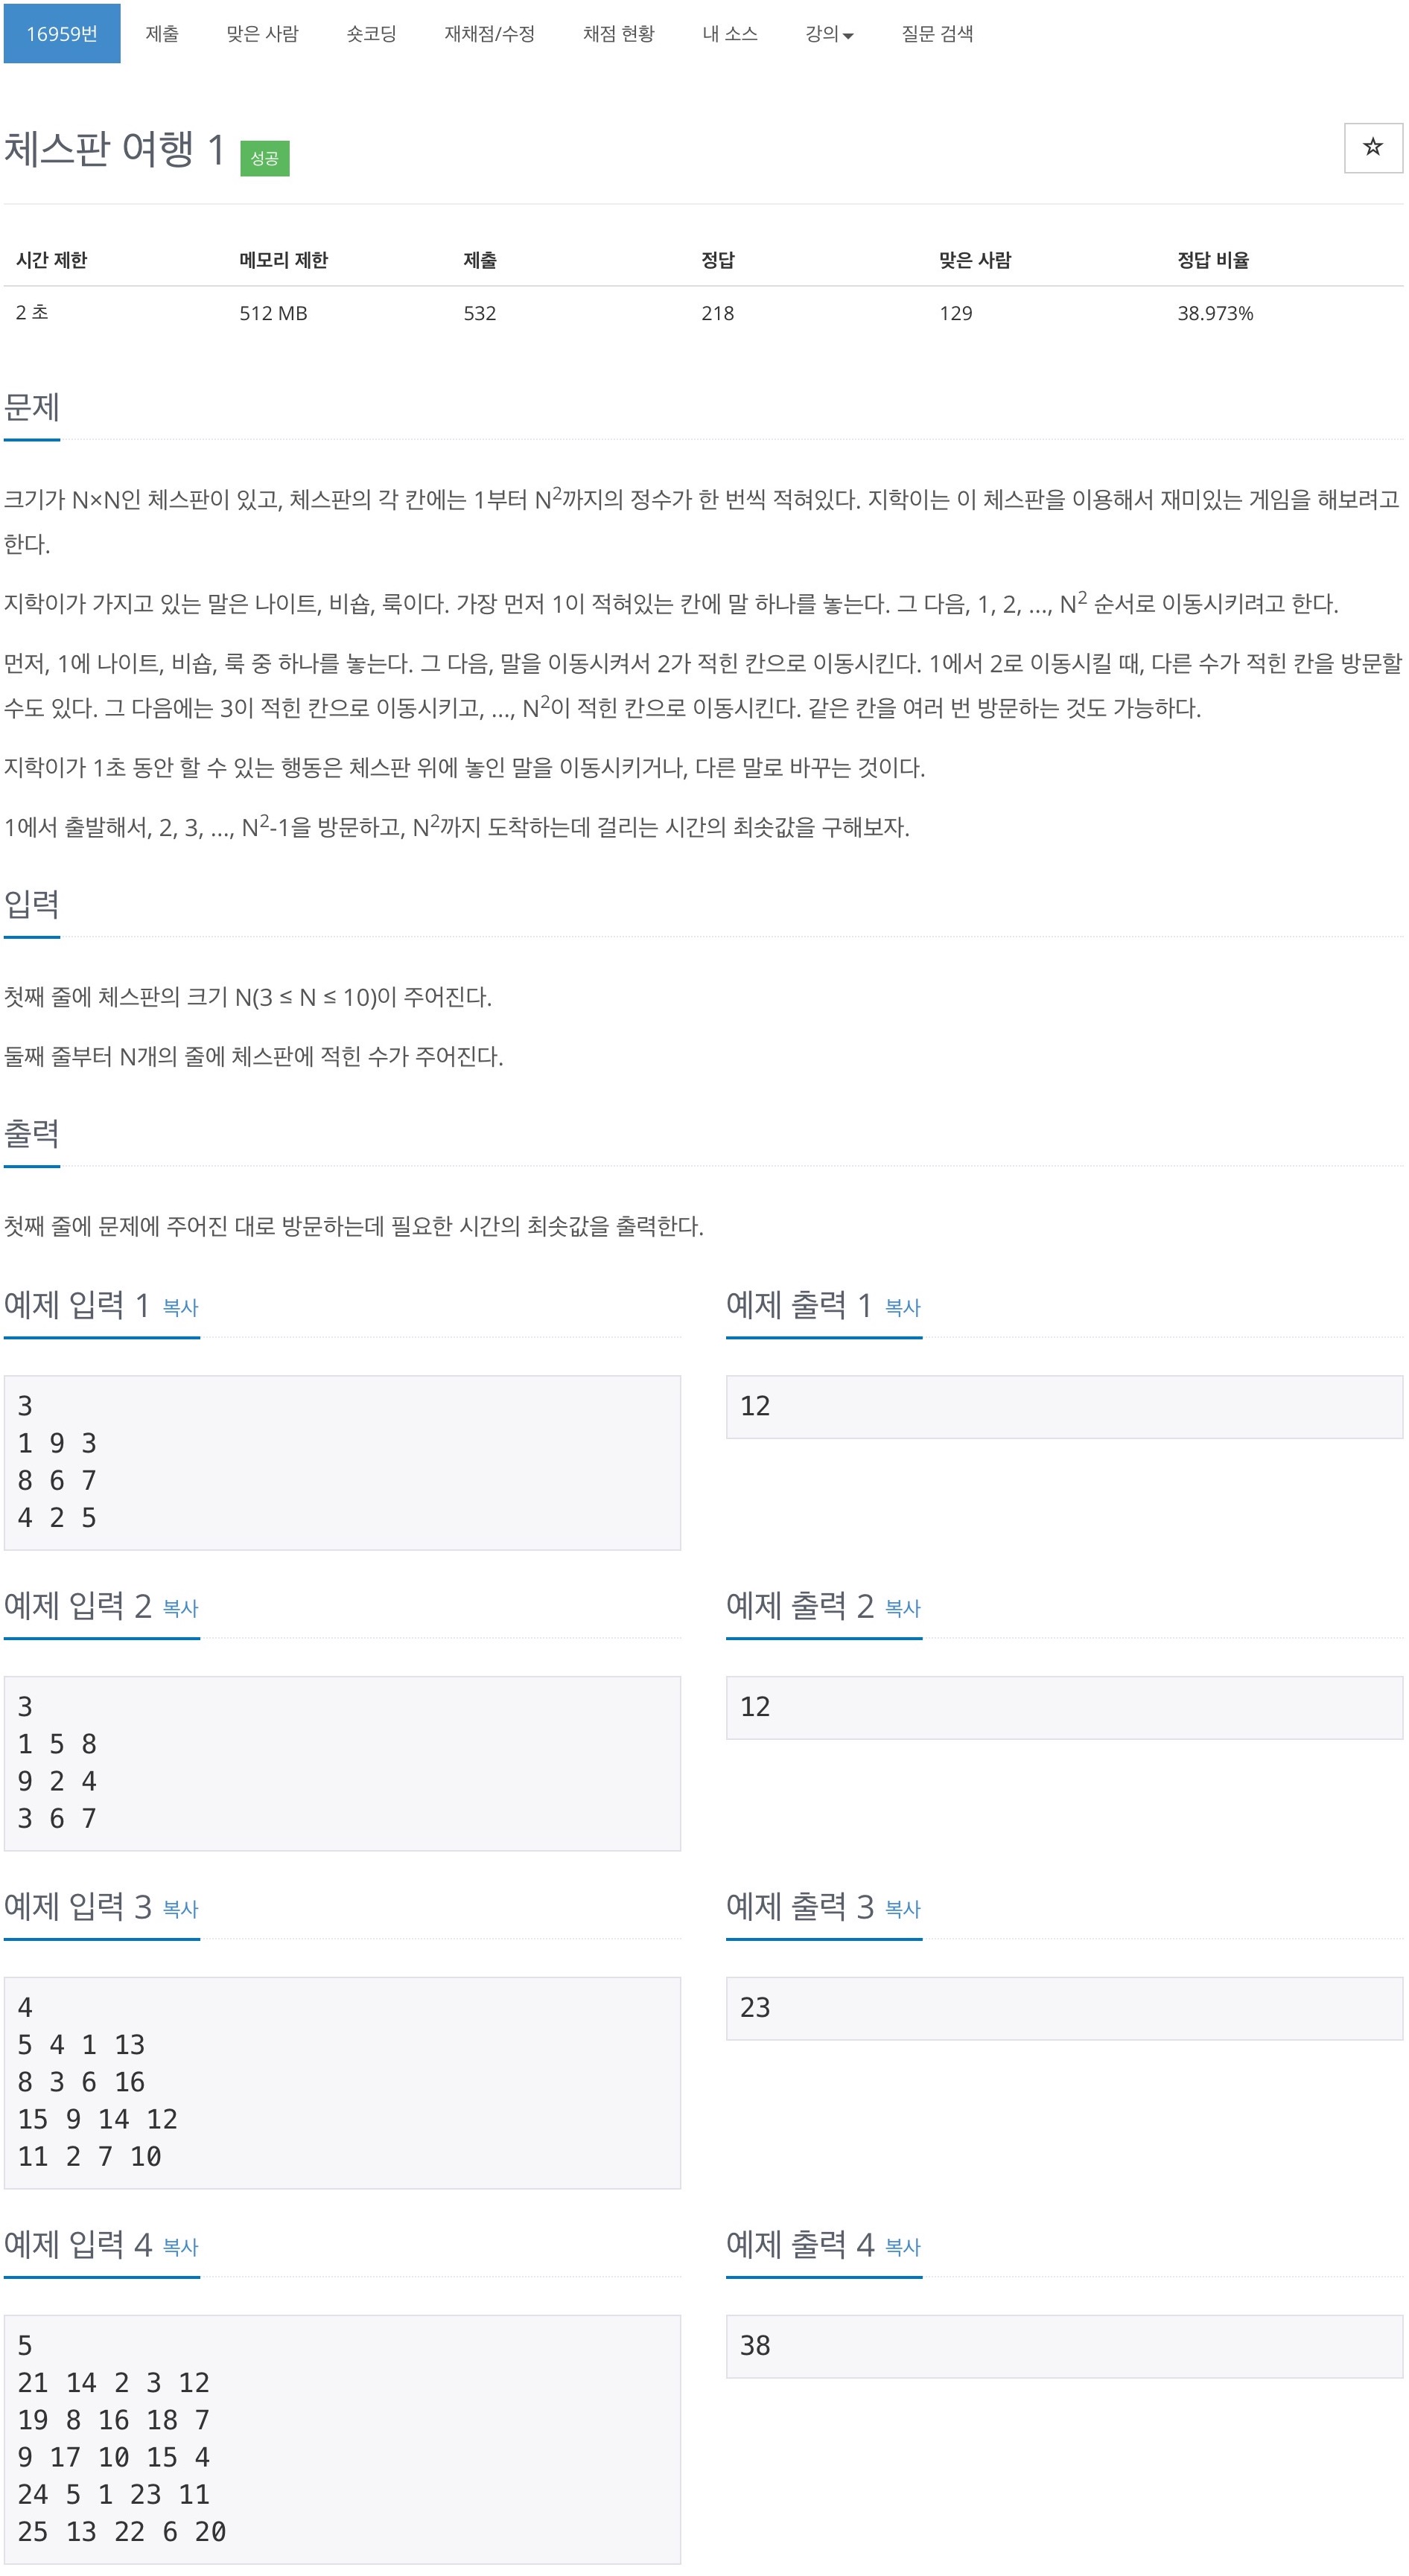 16959번 제출 맞은 사람 숏코딩 재채점/수정 채점 현황 내 소스 강의 질문 검색
체스판 여행 1 성공
시간 제한 메모리 제한 제출 정답 맞은 사람 정답 비율
2 초 512 MB 532 218 129 38.973%
문제
크기가 N×N인 체스판이 있고, 체스판의 각 칸에는 1부터 N²까지의 정수가 한 번씩 적혀있다. 지학이는 이 체스판을 이용해서 재미있는 게임을 해보려고
한다.
지학이가 가지고 있는 말은 나이트, 비숍, 룩이다. 가장 먼저 1이 적혀있는 칸에 말 하나를 놓는다. 그 다음, 1, 2, ..., N² 순서로 이동시키려고 한다.
먼저, 1에 나이트, 비숍, 룩 중 하나를 놓는다. 그 다음, 말을 이동시켜서 2가 적힌 칸으로 이동시킨다. 1에서 2로 이동시킬 때, 다른 수가 적힌 칸을 방문할
수도 있다. 그 다음에는 3이 적힌 칸으로 이동시키고, ..., N²이 적힌 칸으로 이동시킨다. 같은 칸을 여러 번 방문하는 것도 가능하다.
지학이가 1초 동안 할 수 있는 행동은 체스판 위에 놓인 말을 이동시키거나, 다른 말로 바꾸는 것이다.
1에서 출발해서, 2, 3, ..., N²-1을 방문하고, N²까지 도착하는데 걸리는 시간의 최솟값을 구해보자.
입력
첫째 줄에 체스판의 크기 N(3 ≤ N ≤ 10)이 주어진다.
둘째 줄부터 N개의 줄에 체스판에 적힌 수가 주어진다.
출력
첫째 줄에 문제에 주어진 대로 방문하는데 필요한 시간의 최솟값을 출력한다.
예제 입력 1 복사
3
1 9 3
8 6 7
4 2 5
예제 출력 1 복사
12
예제 입력 2 복사
3
1 5 8
9 2 4
3 6 7
예제 출력 2 복사
12
예제 입력 3 복사
4
5 4 1 13
8 3 6 16
15 9 14 12
11 2 7 10
예제 출력 3 복사
23
예제 입력 4 복사
5
21 14 2 3 12
19 8 16 18 7
9 17 10 15 4
24 5 1 23 11
25 13 22 6 20
예제 출력 4 복사
38